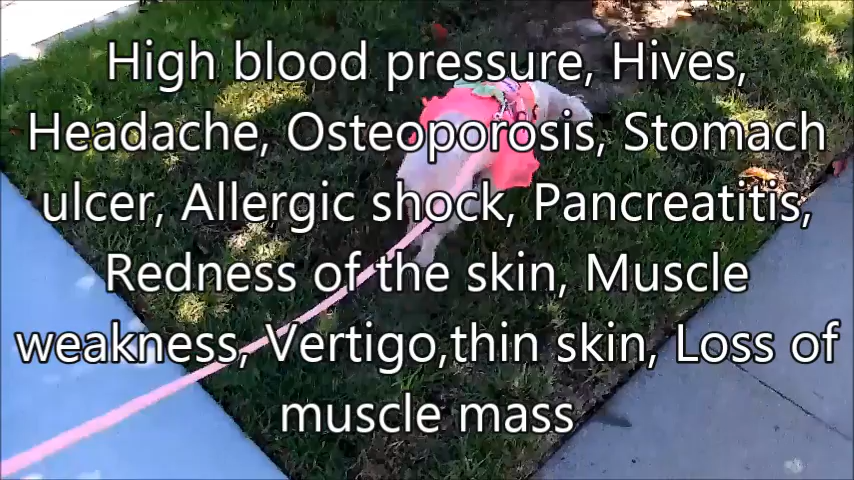 High blood pressure, Hives,
Headache, Osteoporosis, Stomach
ulcer, Allergic shock, Pancreatitis,
Redness of the skin, Muscle
weakness, Vertigo,thin skin, Loss of
muscle mass